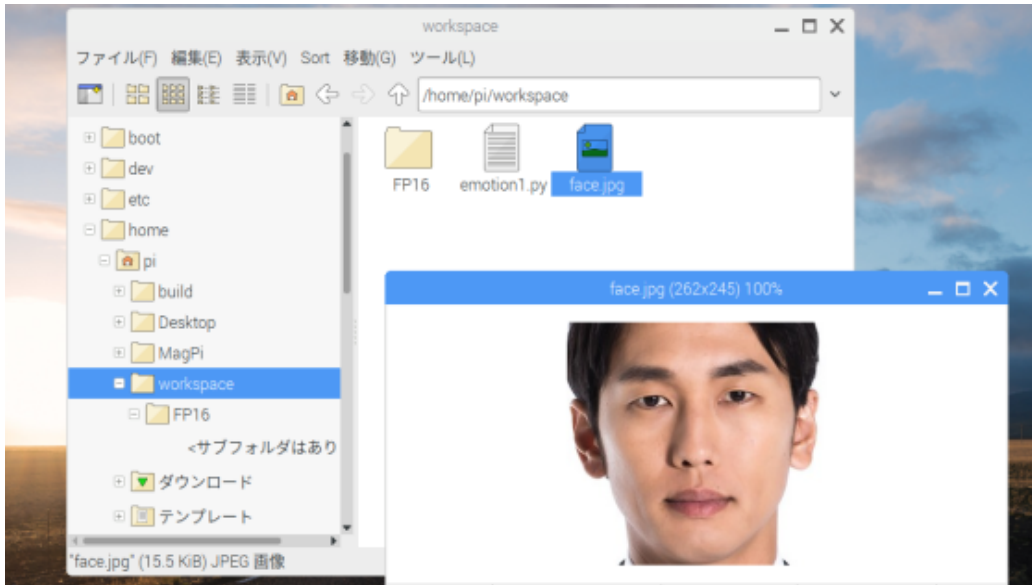 workspace
ファイル(F) 編集(E) 表示(V) Sort 移動(G) ツール(L)
/home/pi/workspace
boot
dev
etc
home
pi
build
Desktop
MagPi
workspace
FP16
<サブフォルダはあり
ダウンロード
テンプレート
FP16 emotion1.py face.jpg
"face.jpg" (15.5 KiB) JPEG 画像
face.jpg (262x245) 100%